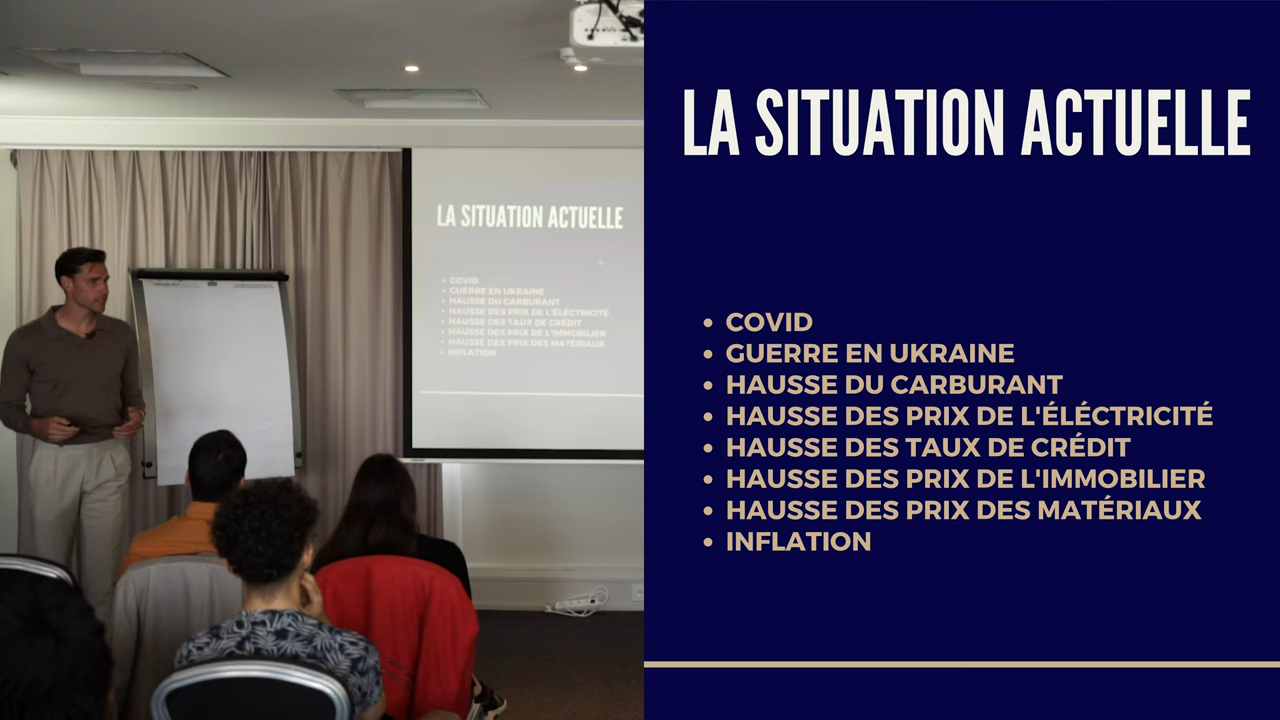 LA SITUATION ACTUELLE
COVID
GUERRE EN UKRAINE
HAUSSE DU CARBURANT
HAUSSE DES PRIX DE L'ÉLÉCTRICITÉ
HAUSSE DES TAUX DE CRÉDIT
HAUSSE DES PRIX DE L'IMMOBILIER
HAUSSE DES PRIX DES MATÉRIAUX
INFLATION
LA SITUATION ACTUELLE
• COVID
• GUERRE EN UKRAINE
• HAUSSE DU CARBURANT
• HAUSSE DES PRIX DE L'ÉLÉCTRICITÉ
• HAUSSE DES TAUX DE CRÉDIT
• HAUSSE DES PRIX DE L'IMMOBILIER
• HAUSSE DES PRIX DES MATÉRIAUX
• INFLATION